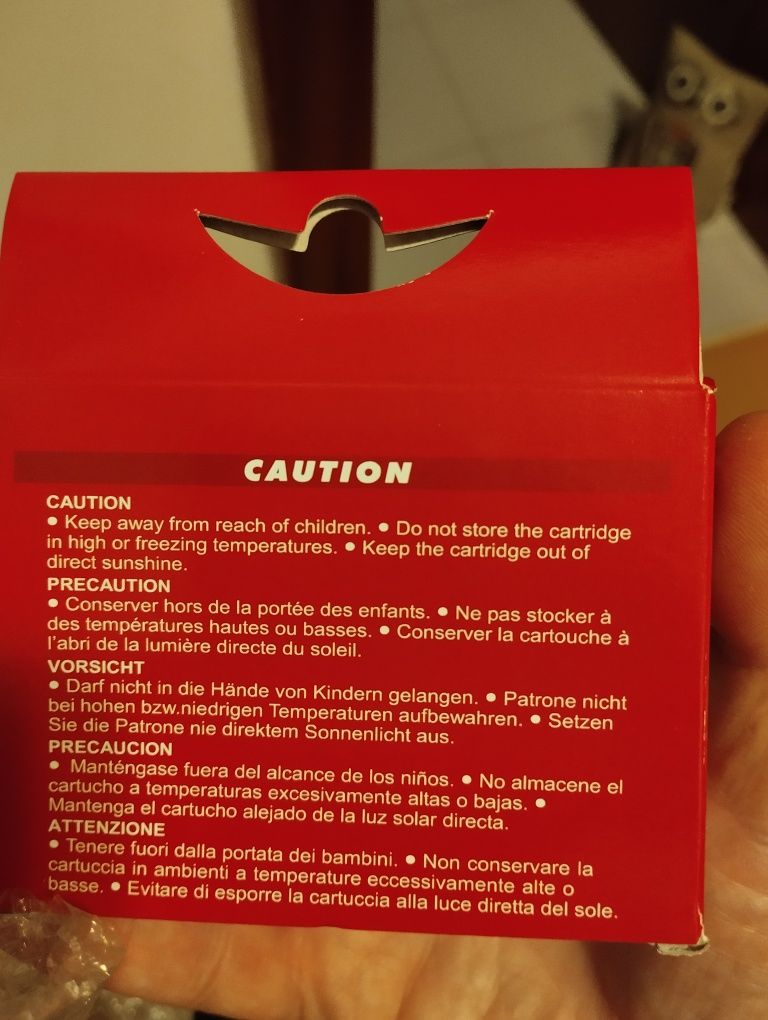 CAUTION
CAUTION
● Keep away from reach of children. ● Do not store the cartridge
in high or freezing temperatures. ● Keep the cartridge out of
direct sunshine.
PRECAUTION
● Conserver hors de la portée des enfants. ● Ne pas stocker à
des températures hautes ou basses. ● Conserver la cartouche à
l'abri de la lumière directe du soleil.
VORSICHT
● Darf nicht in die Hände von Kindern gelangen. ● Patrone nicht
bei hohen bzw.niedrigen Temperaturen aufbewahren. ● Setzen
Sie die Patrone nie direktem Sonnenlicht aus.
PRECAUCION
● Manténgase fuera del alcance de los niños. ● No almacene el
cartucho a temperaturas excesivamente altas o bajas. ●
Mantenga el cartucho alejado de la luz solar directa.
ATTENZIONE
● Tenere fuori dalla portata dei bambini. ● Non conservare la
cartuccia in ambienti a temperature eccessivamente alte o
basse. ● Evitare di esporre la cartuccia alla luce diretta del sole.